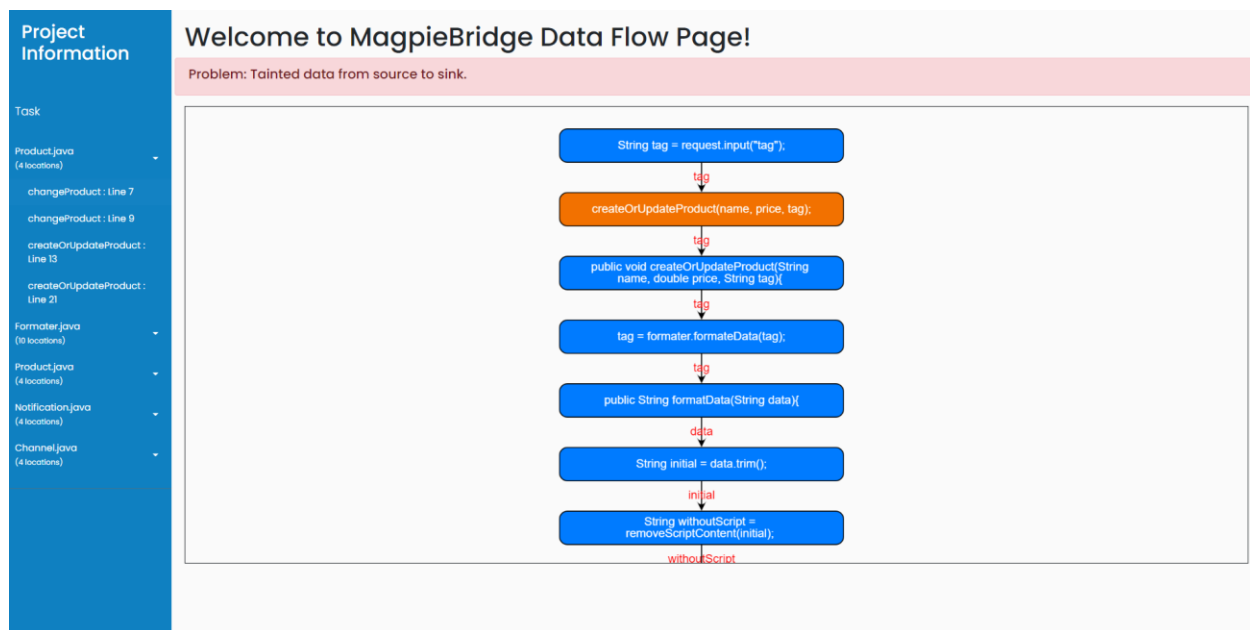 Project
Information
Task
Product.java
(4 locations)
changeProduct : Line 7
changeProduct : Line 9
createOrUpdateProduct :
Line 13
createOrUpdateProduct :
Line 21
Formater.java
(10 locations)
Product.java
(4 locations)
Notification.java
(4 locations)
Channel.java
(4 locations)
Welcome to MagpieBridge Data Flow Page!
Problem: Tainted data from source to sink.
String tag = request.input("tag");
tag
createOrUpdateProduct(name, price, tag);
tag
public void createOrUpdateProduct(String
name, double price, String tag){
tag
tag = formater.formateData(tag);
tag
public String formatData(String data){
data
String initial = data.trim();
initial
String withoutScript =
removeScriptContent(initial);
withoutScript